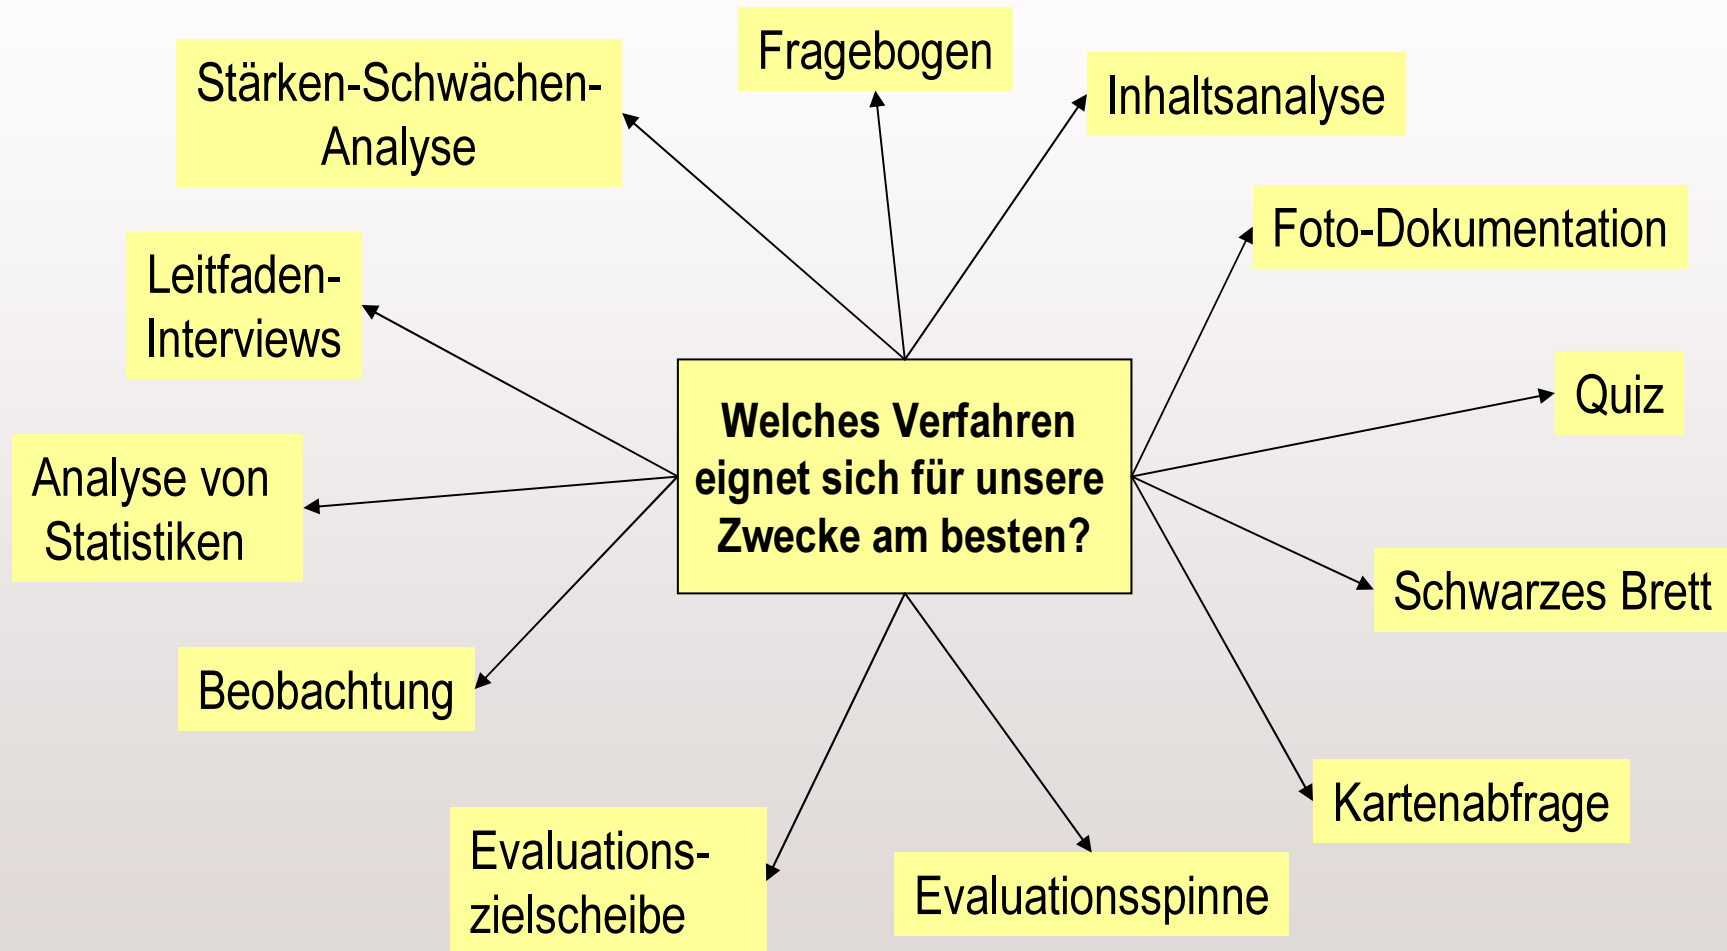 Fragebogen
Stärken-Schwächen-
Analyse
Inhaltsanalyse
Foto-Dokumentation
Leitfaden-
Interviews
Quiz
Welches Verfahren
eignet sich für unsere
Zwecke am besten?
Analyse von
Statistiken
Schwarzes Brett
Beobachtung
Kartenabfrage
Evaluations-
zielscheibe
Evaluationsspinne